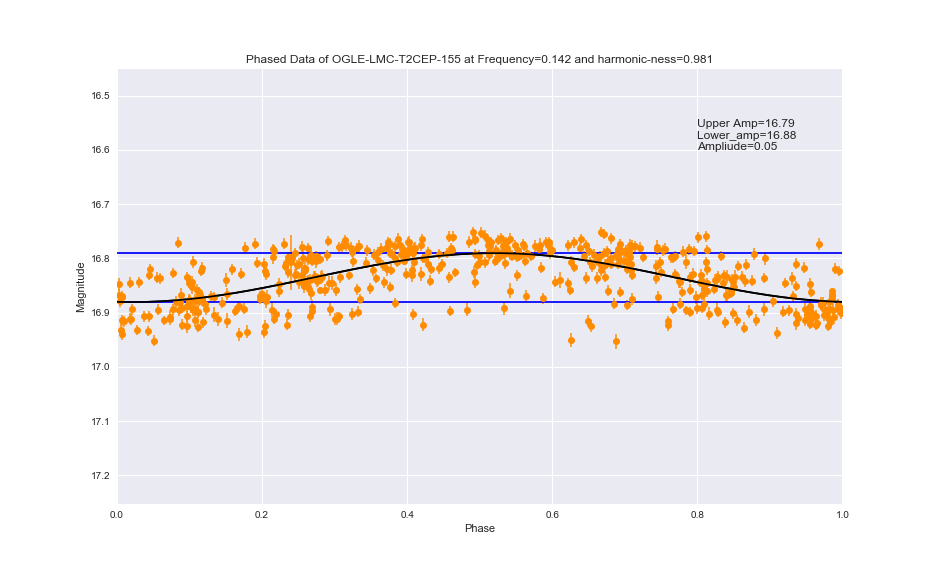 Phased Data of OGLE-LMC-T2CEP-155 at Frequency=0.142 and harmonic-ness=0.981
Upper Amp=16.79
Lower_amp=16.88
Ampliude=0.05
Magnitude
16.5
16.6
16.7
16.8
16.9
17.0
17.1
17.2
0.0 0.2 0.4 0.6 0.8 1.0
Phase